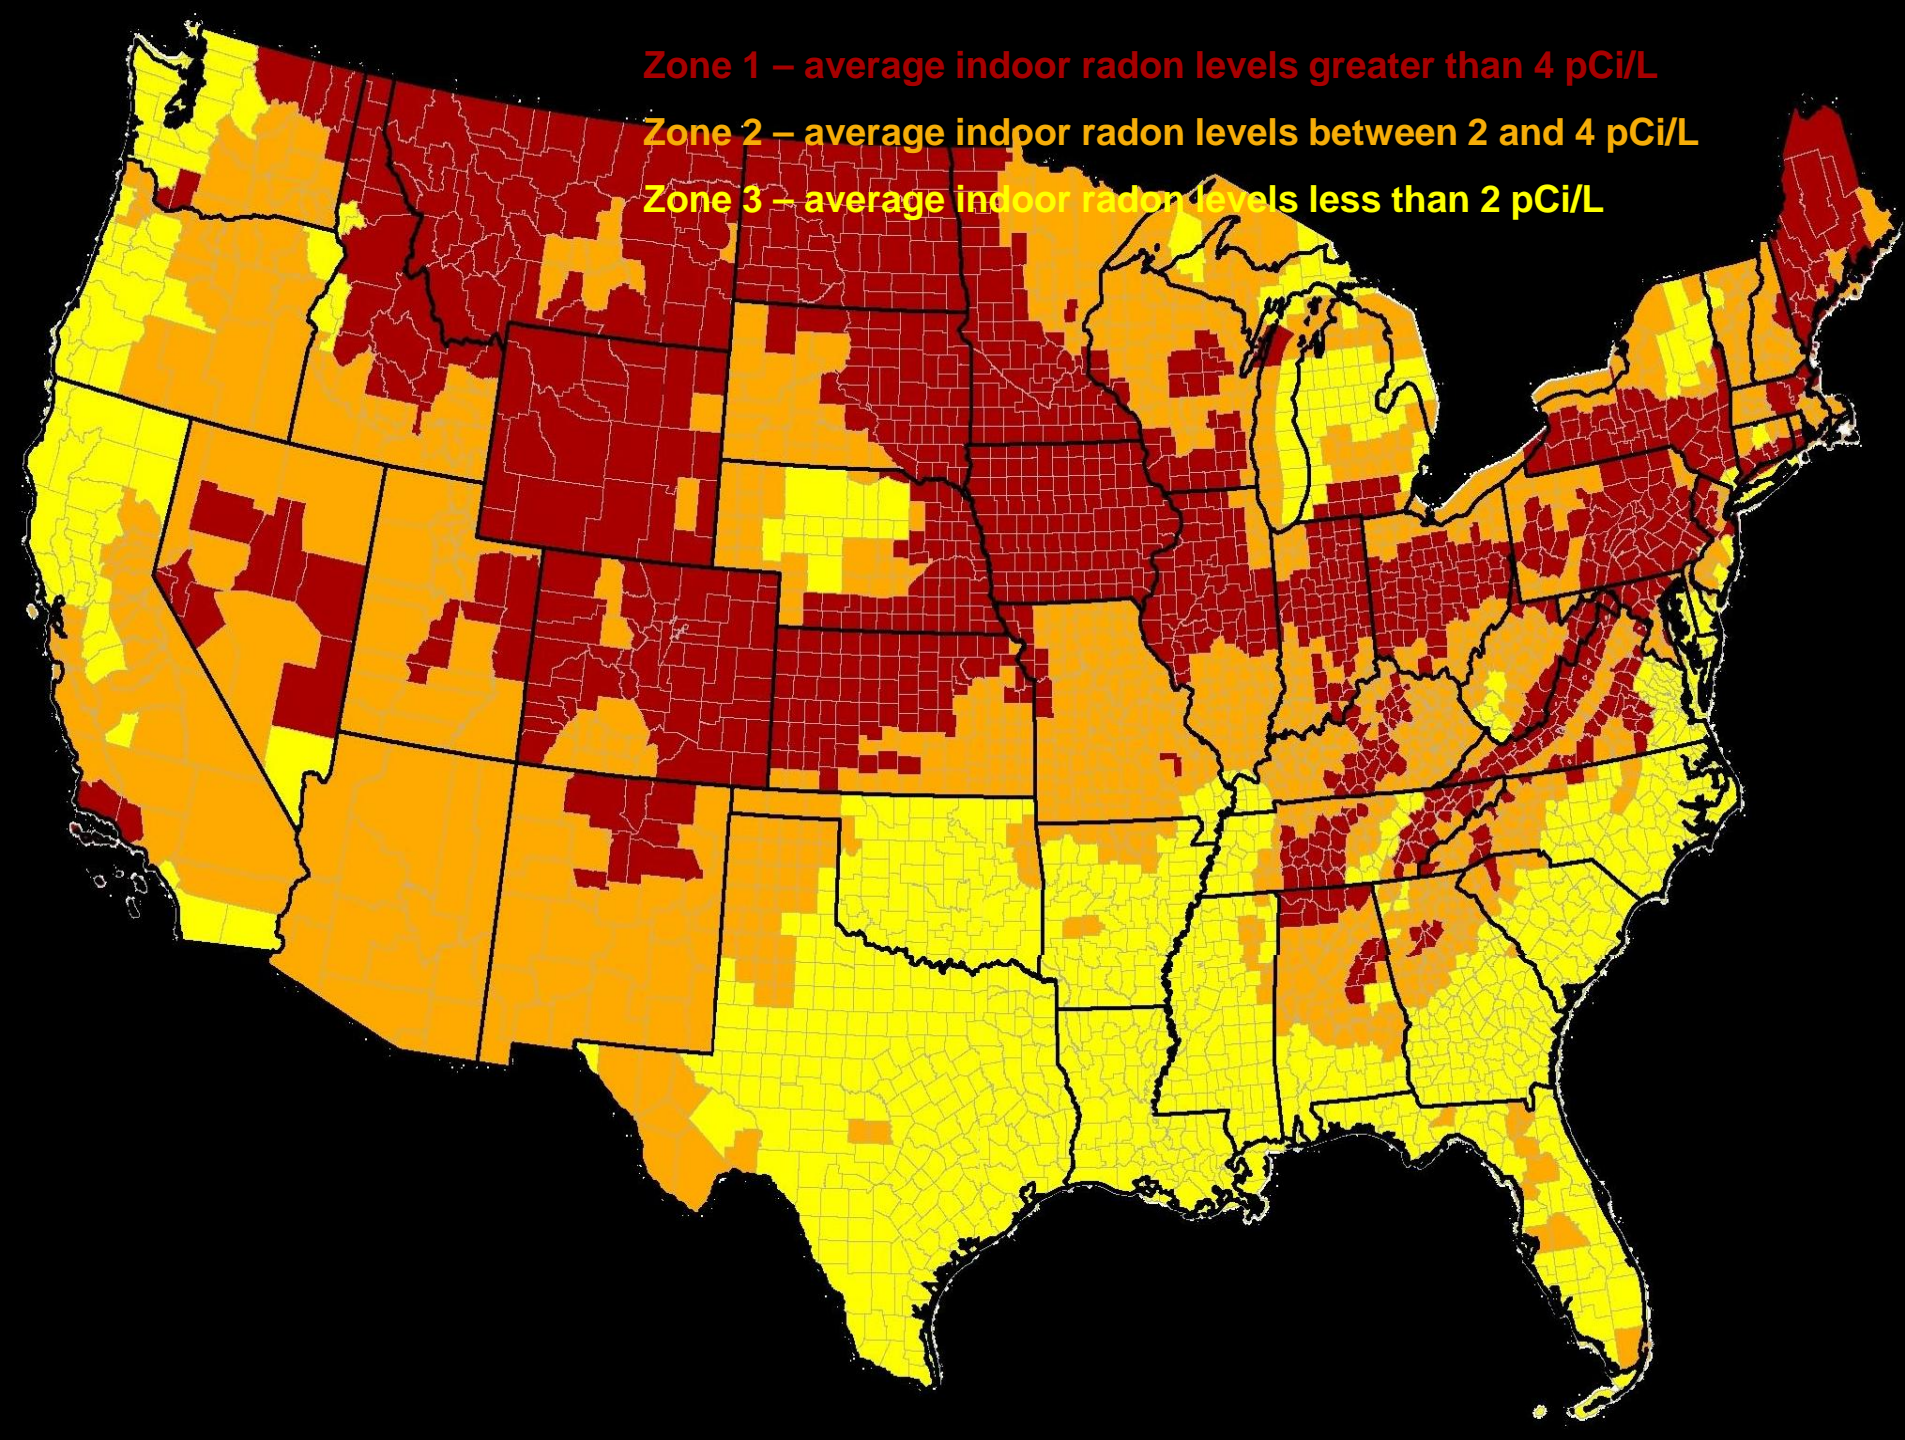 Zone 1 – average indoor radon levels greater than 4 pCi/L
Zone 2 – average indoor radon levels between 2 and 4 pCi/L
Zone 3 – average indoor radon levels less than 2 pCi/L